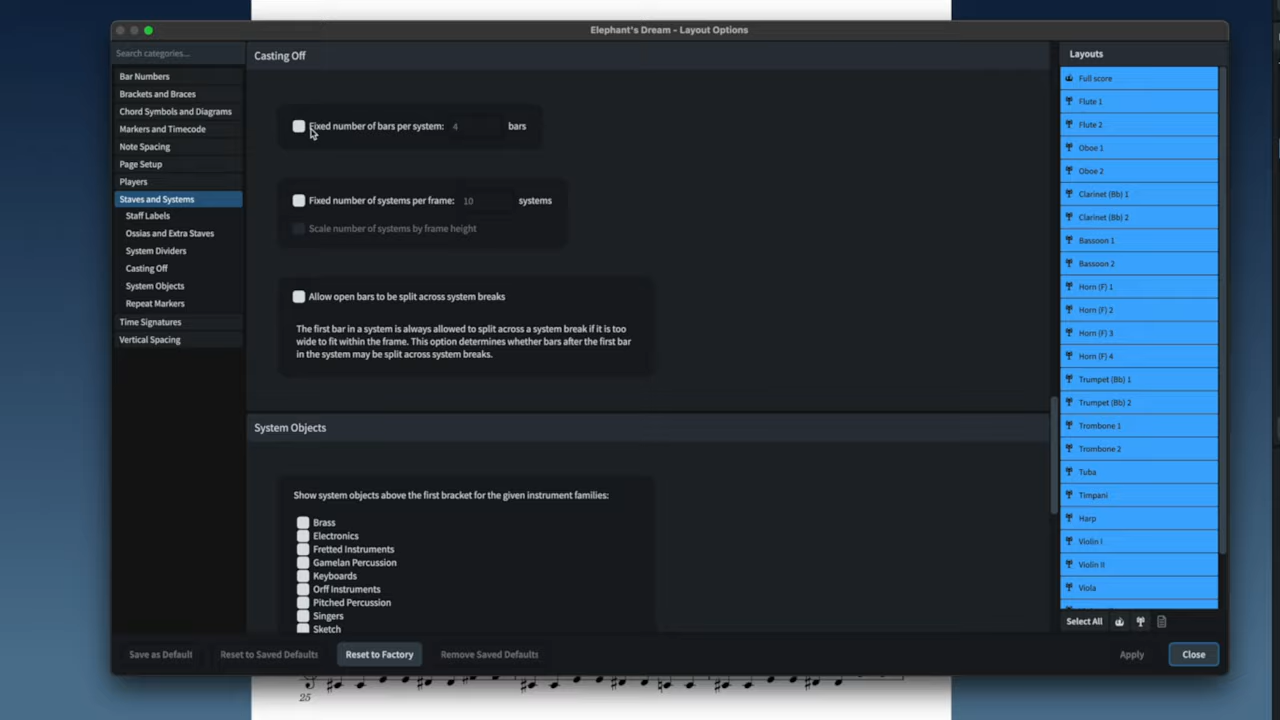 Elephant's Dream - Layout Options
Search categories...
Bar Numbers
Brackets and Braces
Chord Symbols and Diagrams
Markers and Timecode
Note Spacing
Page Setup
Players
Staves and Systems
Staff Labels
Ossias and Extra Staves
System Dividers
Casting Off
System Objects
Repeat Markers
Time Signatures
Vertical Spacing
Casting Off
Fixed number of bars per system: 4 bars
Fixed number of systems per frame: 10 systems
Scale number of systems by frame height
Allow open bars to be split across system breaks
The first bar in a system is always allowed to split across a system break if it is too
wide to fit within the frame. This option determines whether bars after the first bar
in the system may be split across system breaks.
System Objects
Show system objects above the first bracket for the given instrument families:
Brass
Electronics
Fretted Instruments
Gamelan Percussion
Keyboards
Orff Instruments
Pitched Percussion
Singers
Sketch
Layouts
Full score
Flute 1
Flute 2
Oboe 1
Oboe 2
Clarinet (Bb) 1
Clarinet (Bb) 2
Bassoon 1
Bassoon 2
Horn (F) 1
Horn (F) 2
Horn (F) 3
Horn (F) 4
Trumpet (Bb) 1
Trumpet (Bb) 2
Trombone 1
Trombone 2
Tuba
Timpani
Harp
Violin I
Violin II
Viola
Select All
Save as Default
Reset to Saved Defaults
Reset to Factory
Remove Saved Defaults
Apply
Close
25